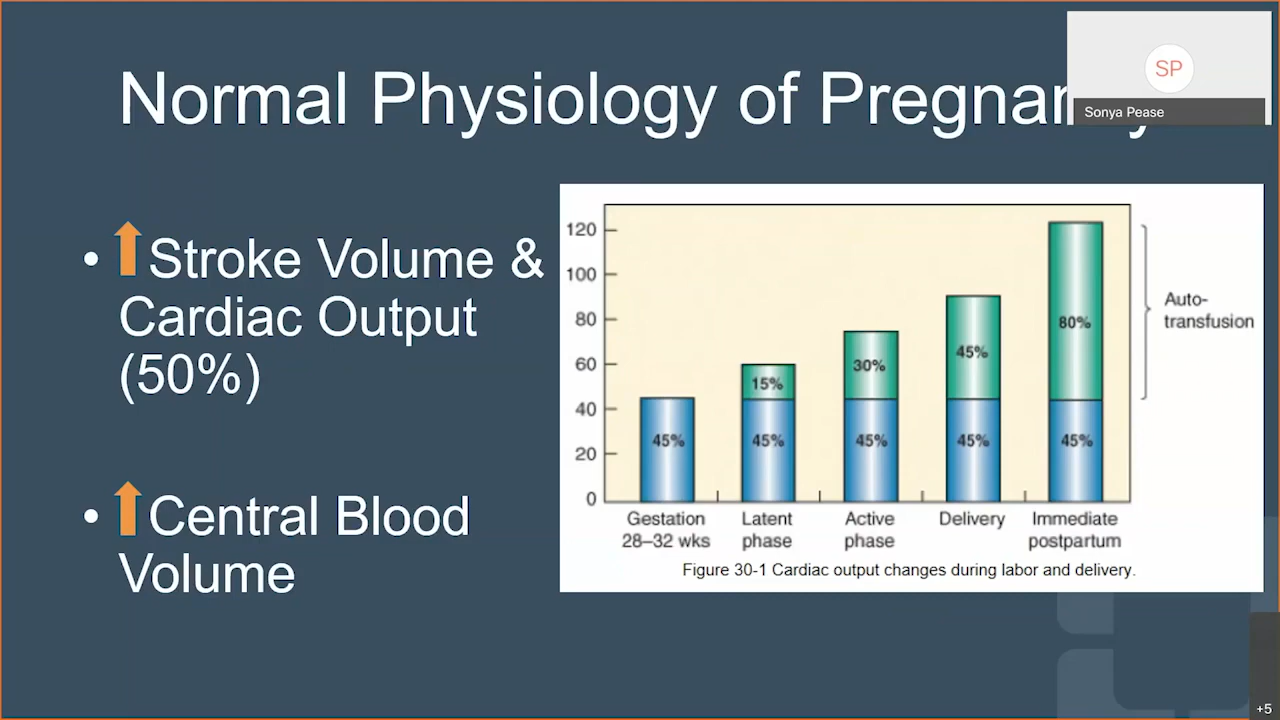 Normal Physiology of Pregnancy
SP
Sonya Pease
• Stroke Volume &
Cardiac Output
(50%)
• Central Blood
Volume
120
100
80
60
40
20
0
45%
15%
45%
30%
45%
45%
45%
80%
45%
Auto-
transfusion
Gestation
28–32 wks
Latent
phase
Active
phase
Delivery
Immediate
postpartum
Figure 30-1 Cardiac output changes during labor and delivery.
+5